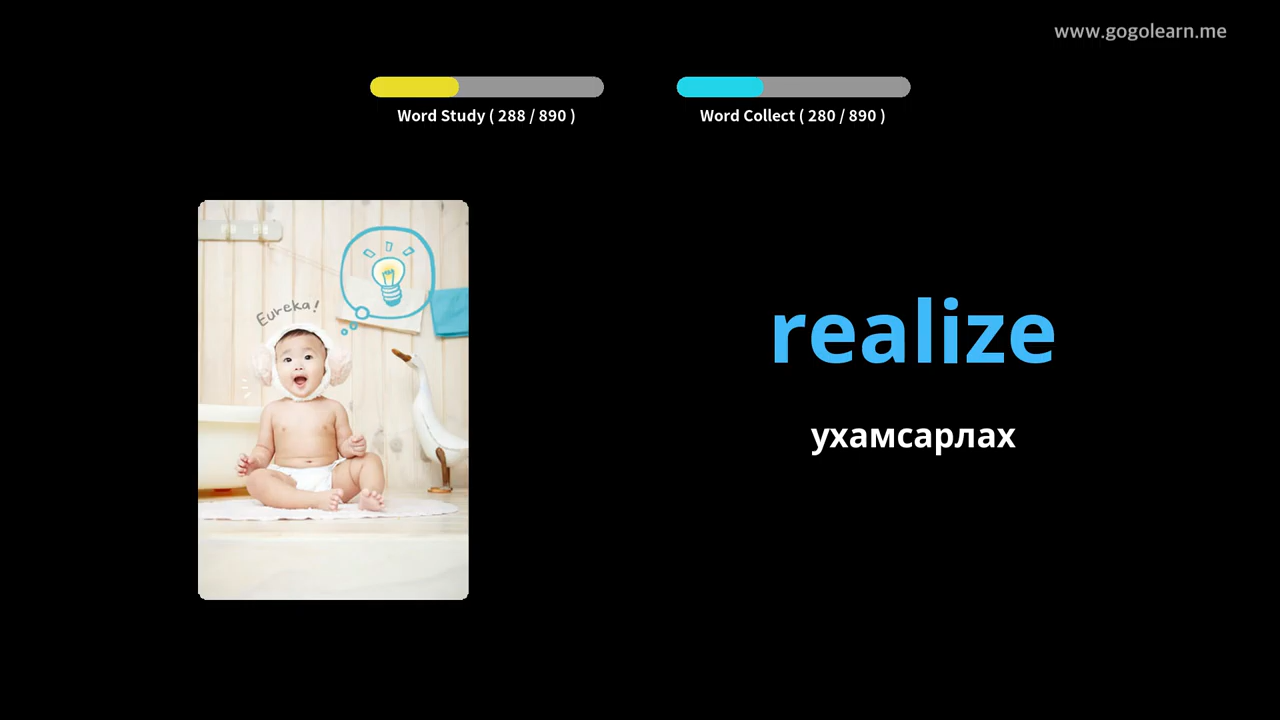 www.gogolearn.me
Word Study ( 288 / 890 )
Word Collect ( 280 / 890 )
Eureka!
realize
ухамсарлах